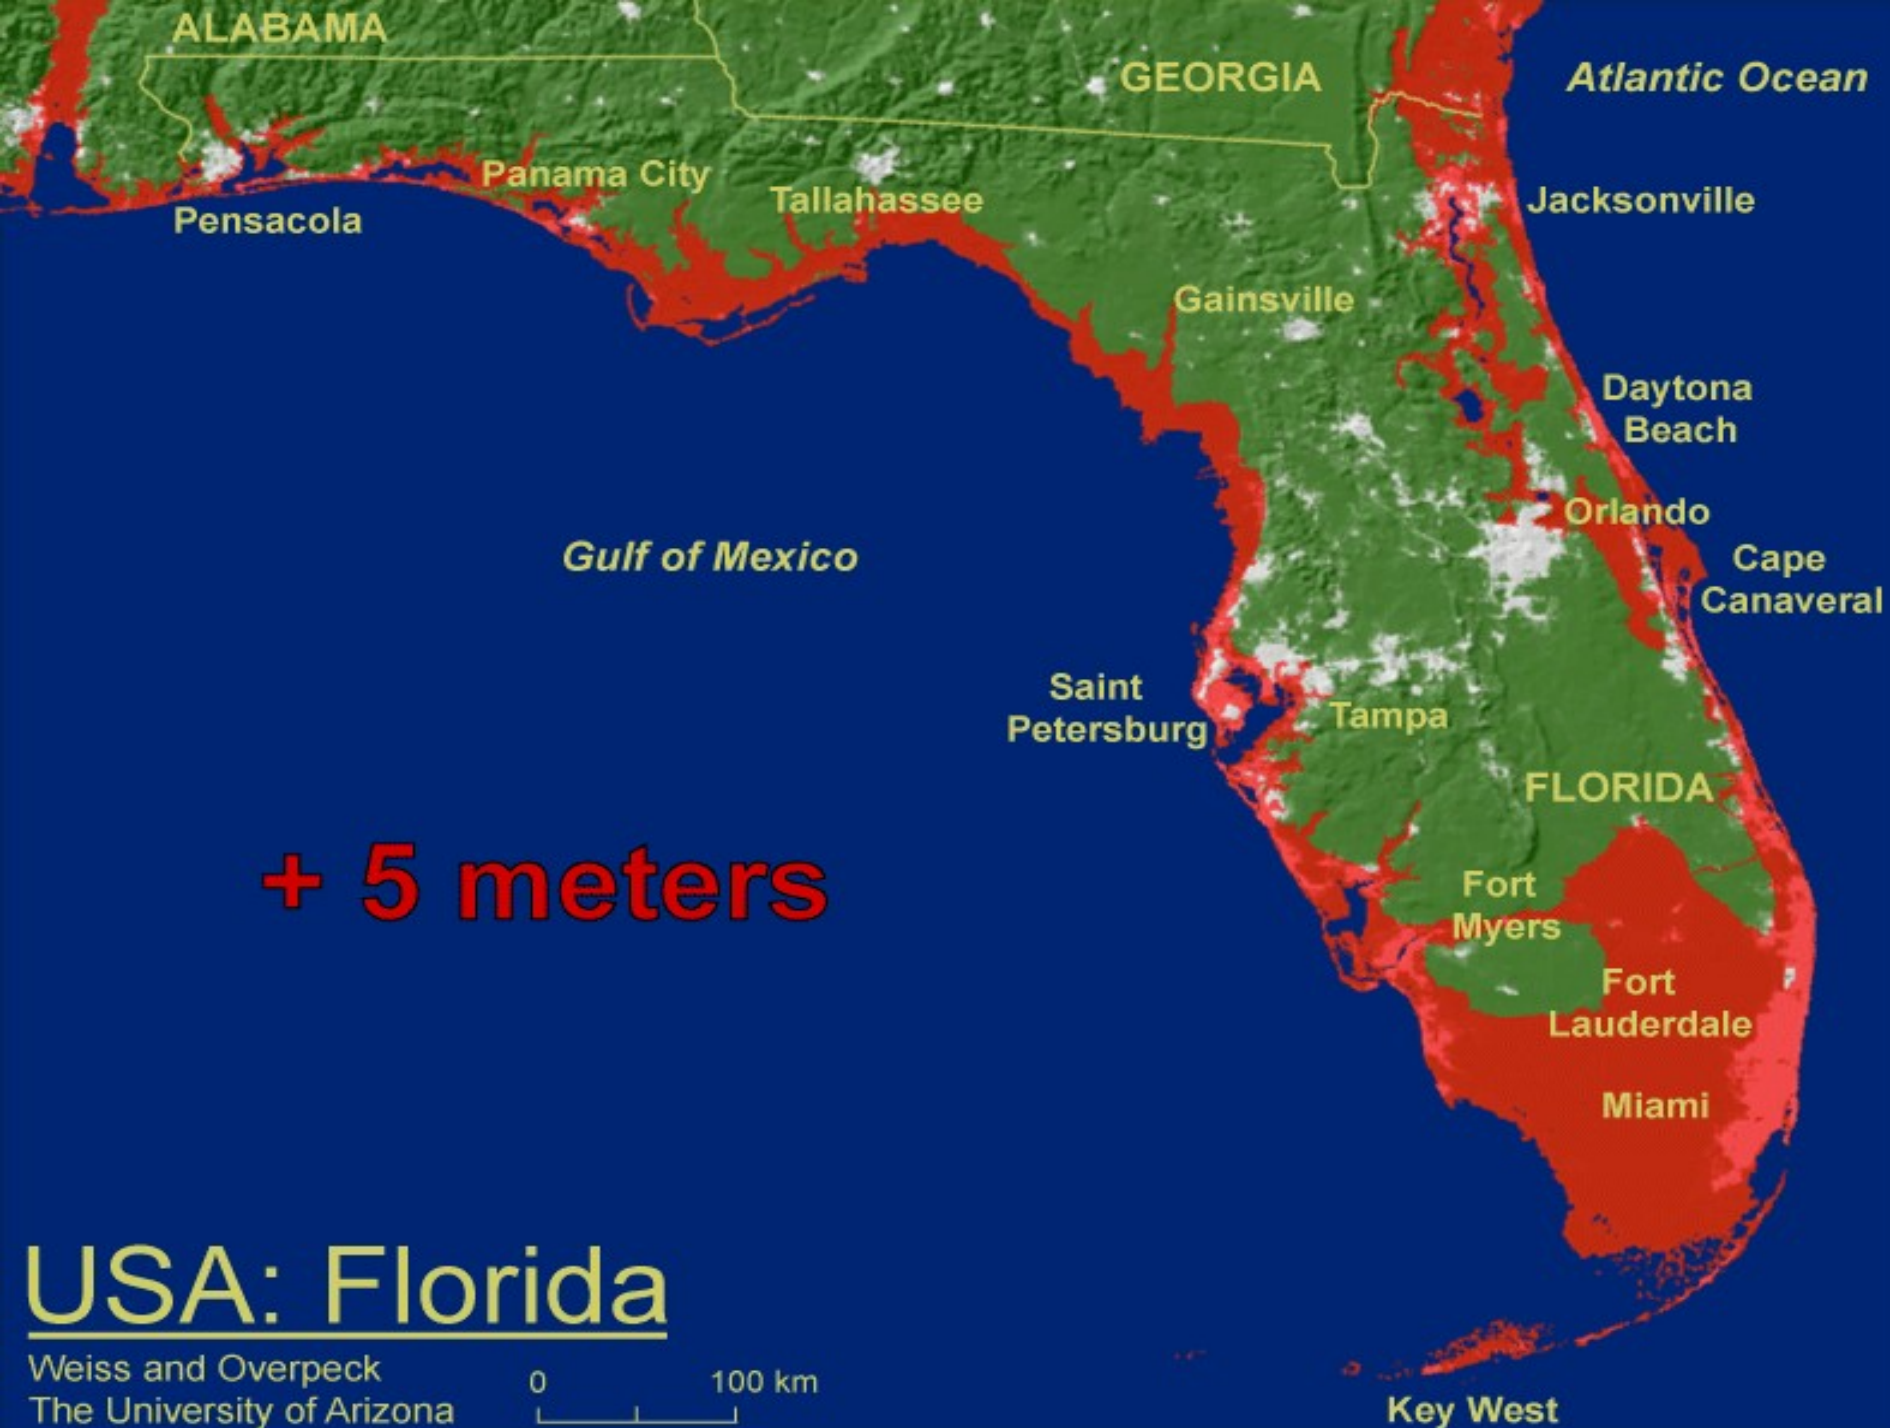 ALABAMA
GEORGIA
Atlantic Ocean
Panama City
Tallahassee
Jacksonville
Pensacola
Gainsville
Daytona
Beach
Orlando
Gulf of Mexico
Cape
Canaveral
Saint
Petersburg
Tampa
FLORIDA
+ 5 meters
Fort
Myers
Fort
Lauderdale
Miami
USA: Florida
Weiss and Overpeck
The University of Arizona
0 100 km
Key West